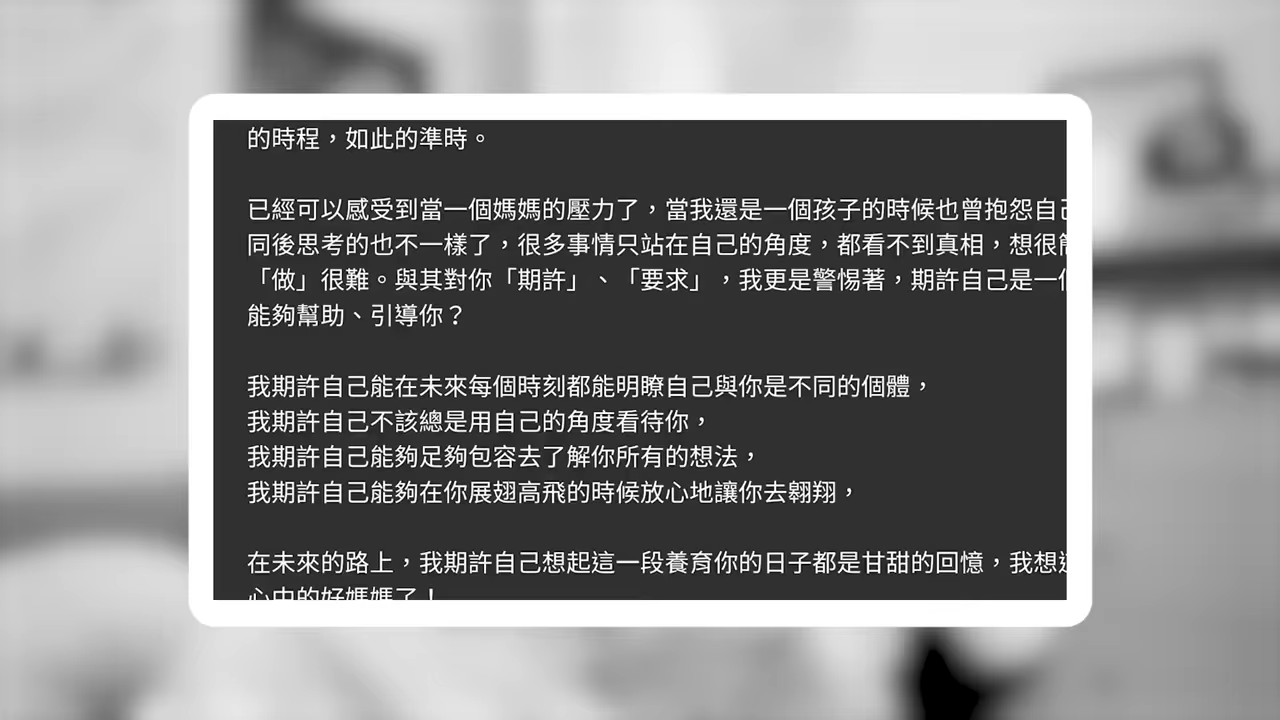 的時程，如此的準時。
已經可以感受到當一個媽媽的壓力了，當我還是一個孩子的時候也曾抱怨自己
同後思考的也不一樣了，很多事情只站在自己的角度，都看不到真相，想很簡
「做」很難。與其對你「期許」、「要求」，我更是警惕著，期許自己是一個
能夠幫助、引導你？
我期許自己能在未來每個時刻都能明瞭自己與你是不同的個體，
我期許自己不該總是用自己的角度看待你，
我期許自己能夠足夠包容去了解你所有的想法，
我期許自己能夠在你展翅高飛的時候放心地讓你去翱翔，
在未來的路上，我期許自己想起這一段養育你的日子都是甘甜的回憶，我想這
心中的好媽媽了！